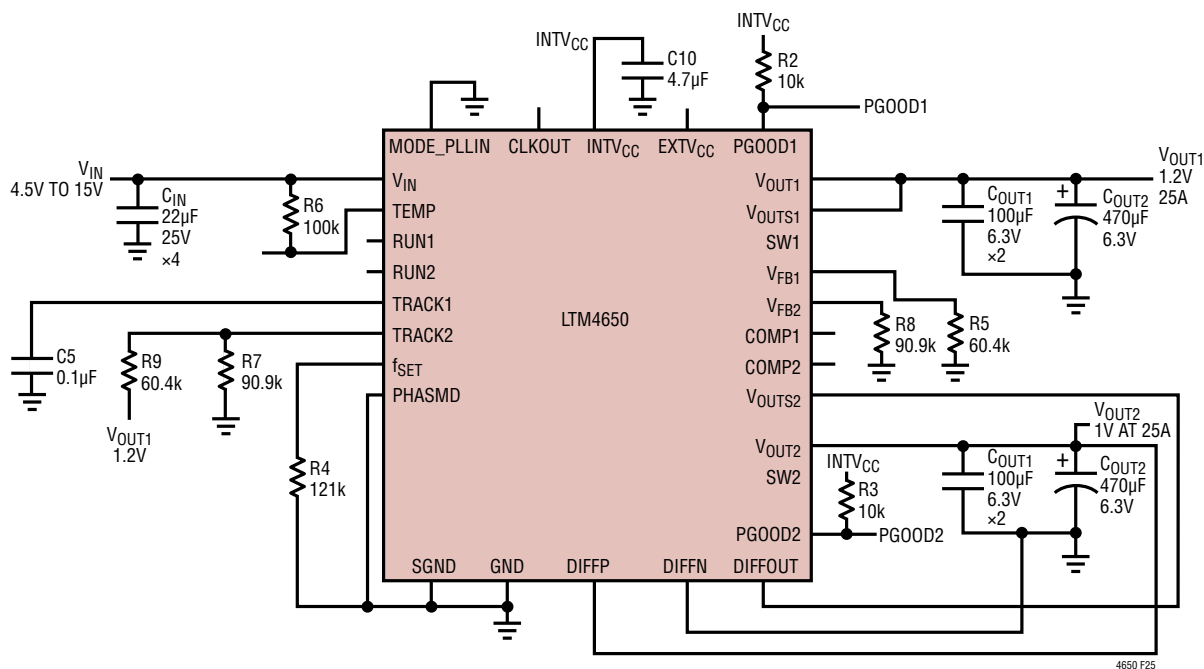 INTVCC
C10
4.7µF
INTVCC
R2
10k
PGOOD1
MODE_PLLIN
CLKOUT
INTVCC
EXTVCC
PGOOD1
VIN
4.5V TO 15V
CIN
22µF
25V
×4
R6
100k
VIN
TEMP
RUN1
RUN2
TRACK1
TRACK2
fSET
PHASMD
LTM4650
VOUT1
VOUTS1
SW1
VFB1
VFB2
COMP1
COMP2
VOUTS2
VOUT2
SW2
PGOOD2
SGND
GND
DIFFP
DIFFN
DIFFOUT
VOUT1
1.2V
25A
COUT1
100µF
6.3V
×2
+
COUT2
470µF
6.3V
R8
90.9k
R5
60.4k
C5
0.1µF
R9
60.4k
R7
90.9k
VOUT1
1.2V
R4
121k
VOUT2
1V AT 25A
INTVCC
R3
10k
PGOOD2
COUT1
100µF
6.3V
×2
+
COUT2
470µF
6.3V
4650 F25